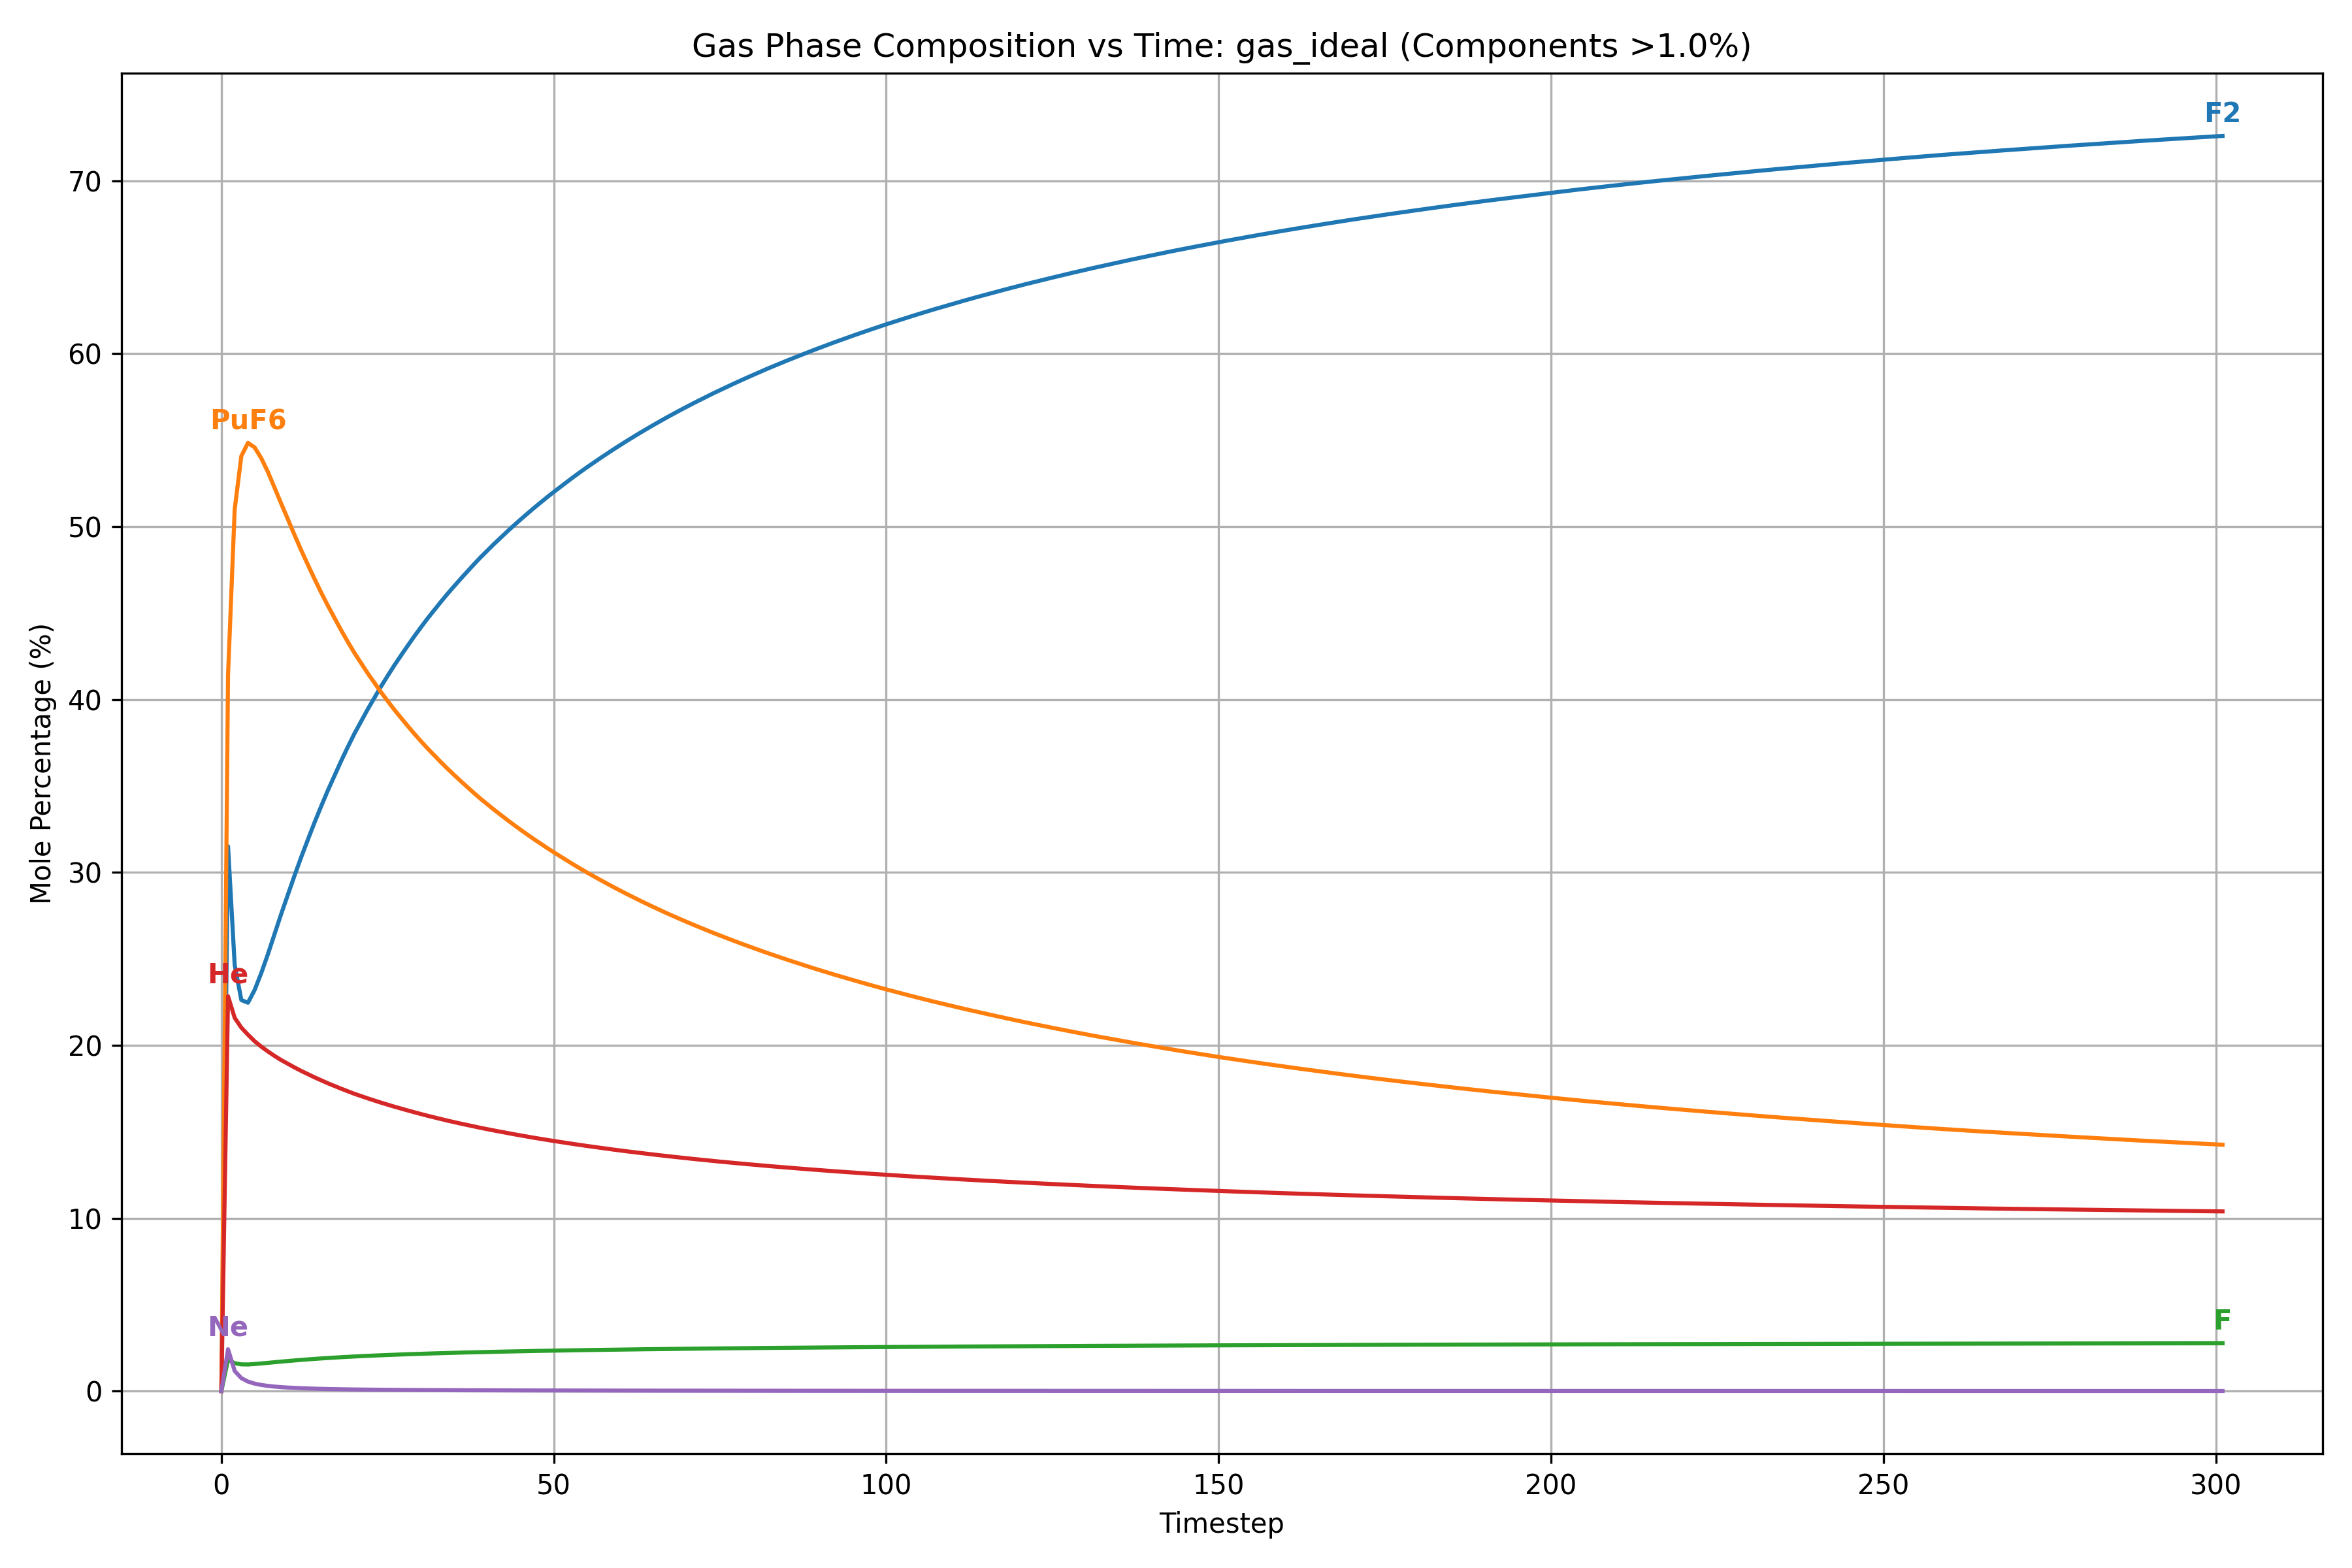 Gas Phase Composition vs Time: gas_ideal (Components >1.0%)
F2
PuF6
He
Ne
F
Mole Percentage (%)
70
60
50
40
30
20
10
0
0 50 100 150 200 250 300
Timestep